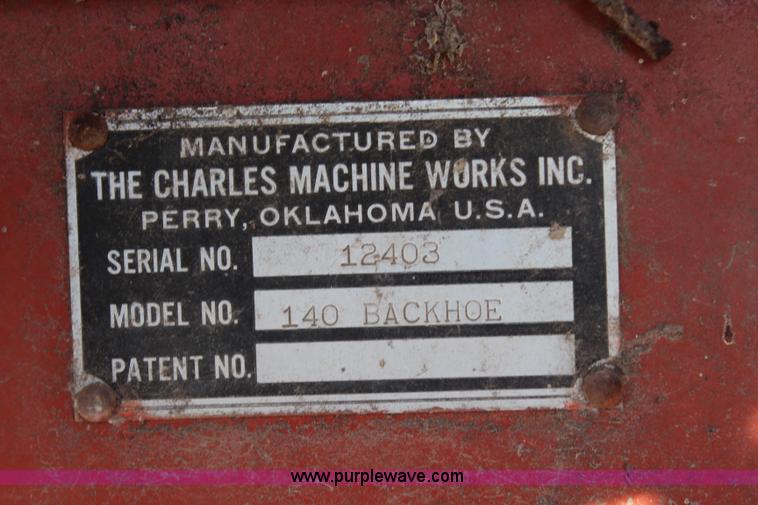 MANUFACTURED BY
THE CHARLES MACHINE WORKS INC.
PERRY, OKLAHOMA U.S.A.
SERIAL NO. 12403
MODEL NO. 140 BACKHOE
PATENT NO.
www.purplewave.com